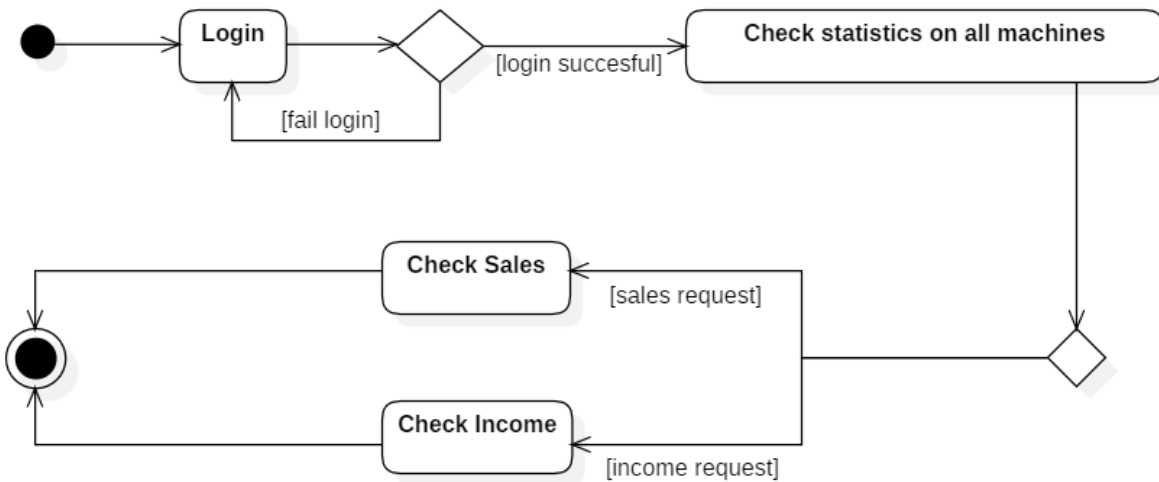 Login
Check statistics on all machines
[login succesful]
[fail login]
Check Sales
[sales request]
Check Income
[income request]